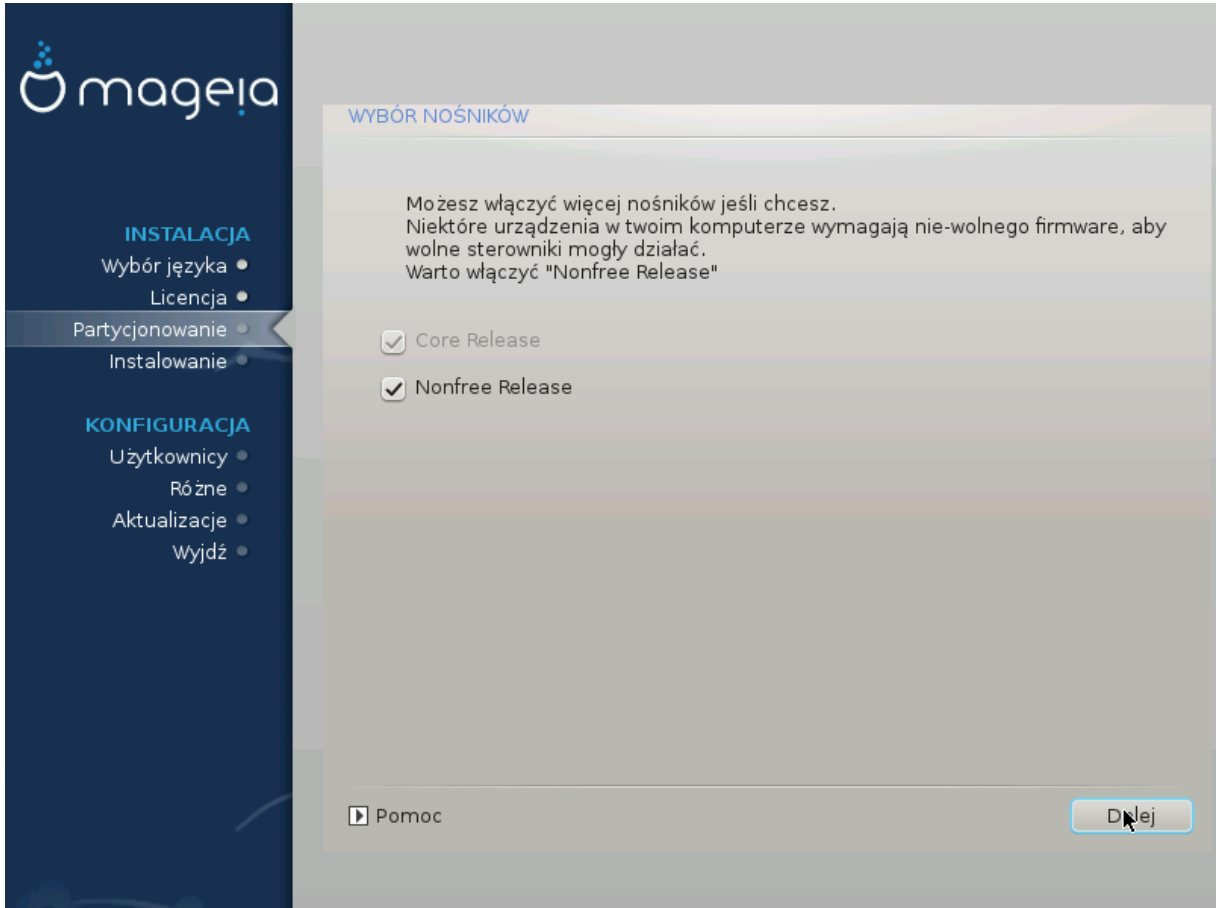 mageia
INSTALACJA
Wybór języka
Licencja
Partycjonowanie
Instalowanie
KONFIGURACJA
Użytkownicy
Różne
Aktualizacje
Wyjdź
WYBÓR NOŚNIKÓW
Możesz włączyć więcej nośników jeśli chcesz.
Niektóre urządzenia w twoim komputerze wymagają nie-wolnego firmware, aby
wolne sterowniki mogły działać.
Warto włączyć "Nonfree Release"
Core Release
Nonfree Release
Pomoc
Dalej